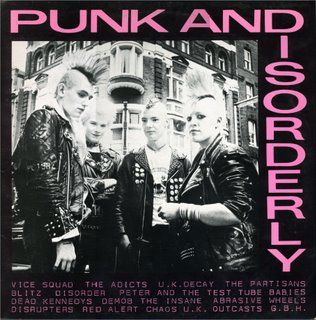 PUNK AND
DISORDERLY
VICE SQUAD THE ADICTS U.K.DECAY THE PARTISANS
BLITZ DISORDER PETER AND THE TEST TUBE BABIES
DEAD KENNEDYS DEMOB THE INSANE ABRASIVE WHEELS
DISRUPTERS RED ALERT CHAOS U.K. OUTCASTS G.B.H.